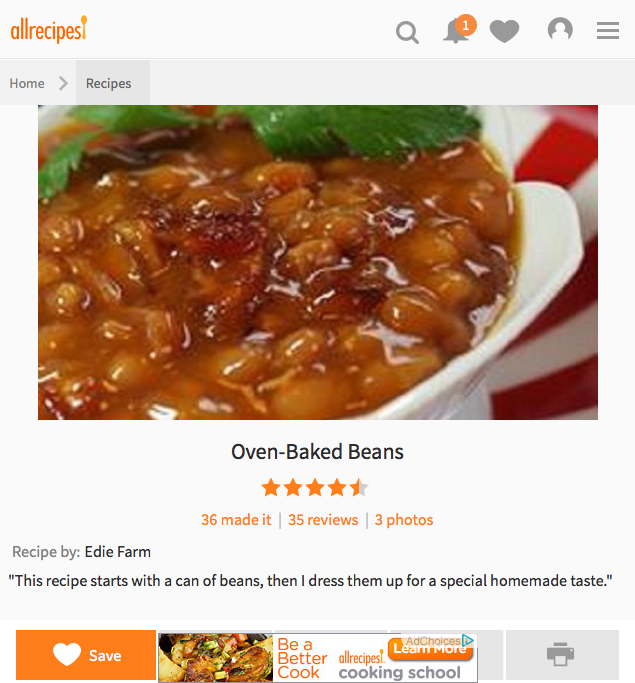 allrecipes!
1
Home
Recipes
Oven-Baked Beans
36 made it | 35 reviews | 3 photos
Recipe by: Edie Farm
"This recipe starts with a can of beans, then I dress them up for a special homemade taste."
Save
Be a
Better
Cook
allrecipes!
cooking school
AdChoices
Learn More